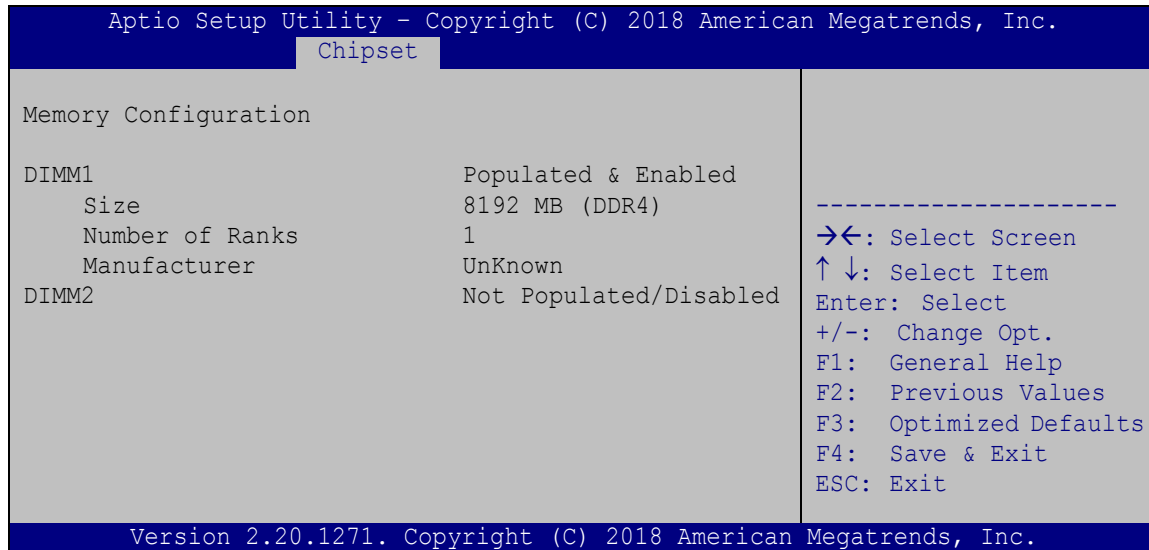 Aptio Setup Utility – Copyright (C) 2018 American Megatrends, Inc.
Chipset
Memory Configuration
DIMM1 Populated & Enabled
Size 8192 MB (DDR4)
Number of Ranks 1
Manufacturer UnKnown
DIMM2 Not Populated/Disabled
---------------------
→←: Select Screen
↑ ↓: Select Item
Enter: Select
+/-: Change Opt.
F1: General Help
F2: Previous Values
F3: Optimized Defaults
F4: Save & Exit
ESC: Exit
Version 2.20.1271. Copyright (C) 2018 American Megatrends, Inc.